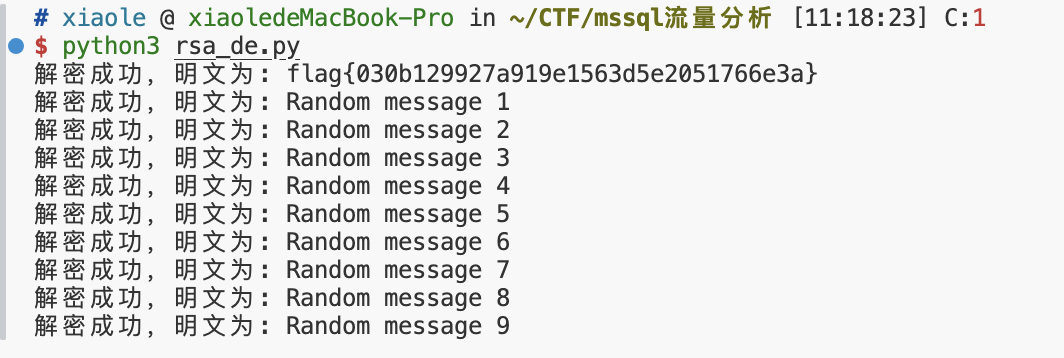 # xiaole @ xiaoledeMacBook-Pro in ~/CTF/mssql流量分析 [11:18:23] C:1
$ python3 rsa_de.py
解密成功, 明文为: flag{030b129927a919e1563d5e2051766e3a}
解密成功, 明文为: Random message 1
解密成功, 明文为: Random message 2
解密成功, 明文为: Random message 3
解密成功, 明文为: Random message 4
解密成功, 明文为: Random message 5
解密成功, 明文为: Random message 6
解密成功, 明文为: Random message 7
解密成功, 明文为: Random message 8
解密成功, 明文为: Random message 9